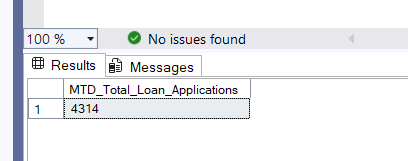 100 %
No issues found
Results Messages
MTD_Total_Loan_Applications
1 4314